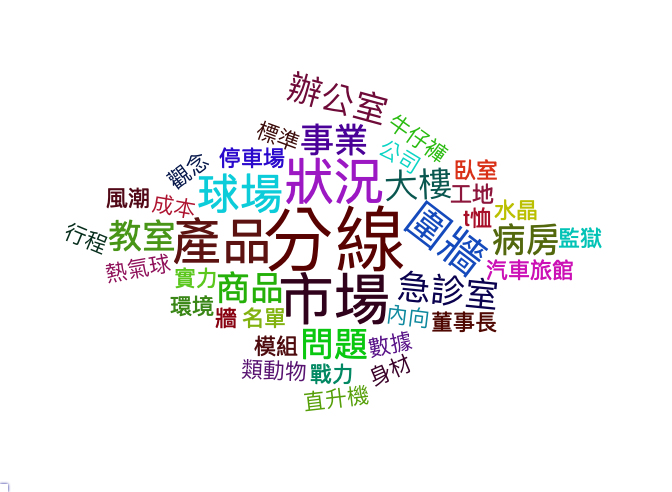 辦公室
標準
事業
牛仔褲
觀念
停車場
公司
臥室
球場
狀況
大樓
工地
風潮
成本
t恤
水晶
行程
教室
產品
分線
圍牆
病房
監獄
熱氣球
實力
商品
市場
急診室
汽車旅館
環境
牆
名單
內向
董事長
模組
問題
數據
類動物
戰力
身材
直升機